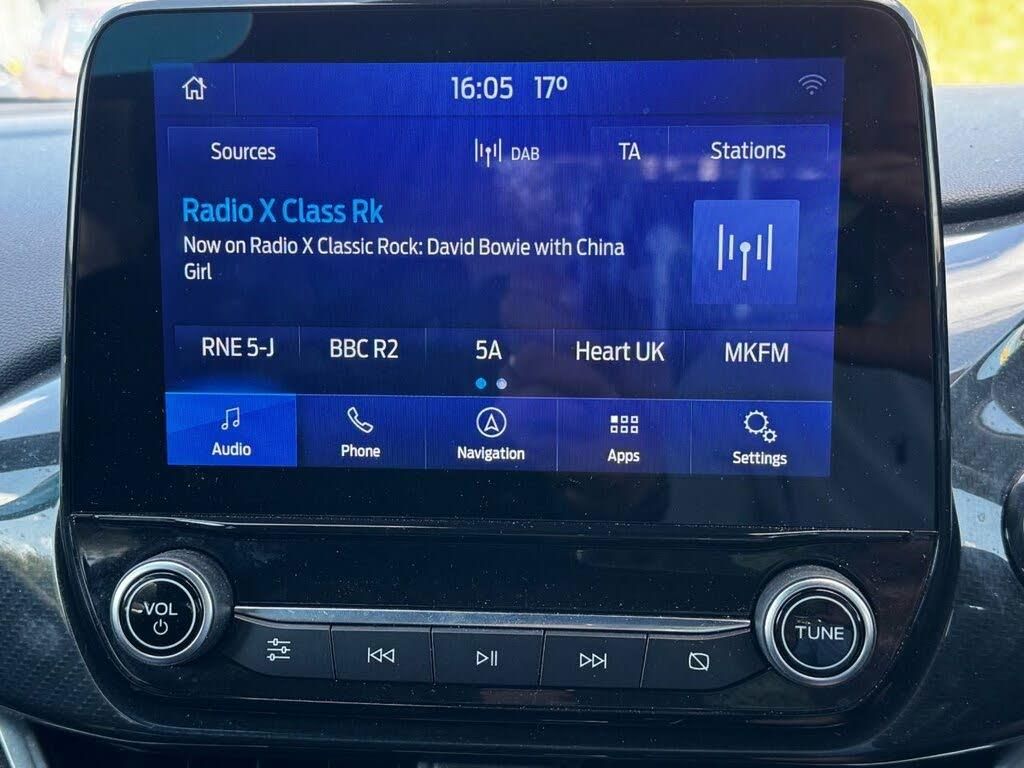 16:05 17º
Sources
DAB
TA
Stations
Radio X Class Rk
Now on Radio X Classic Rock: David Bowie with China
Girl
RNE 5-J
BBC R2
5A
Heart UK
MKFM
Audio
Phone
Navigation
Apps
Settings
VOL
TUNE